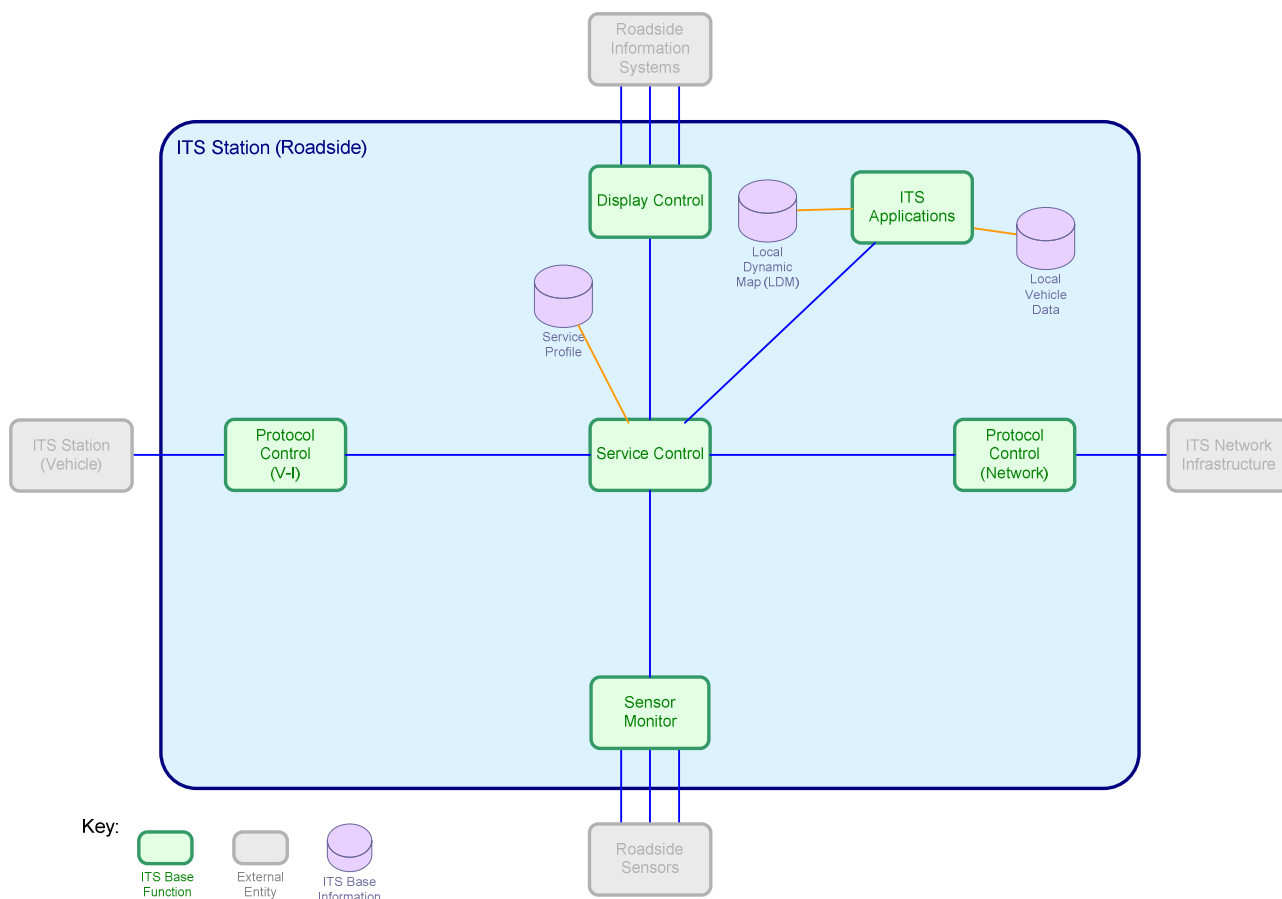 Roadside
Information
Systems
ITS Station (Roadside)
Display Control
ITS
Applications
Local
Dynamic
Map (LDM)
Local
Vehicle
Data
Service
Profile
ITS Station
(Vehicle)
Protocol
Control
(V-I)
Service Control
Protocol
Control
(Network)
ITS Network
Infrastructure
Sensor
Monitor
Roadside
Sensors
Key:
ITS Base
Function
External
Entity
ITS Base
Information